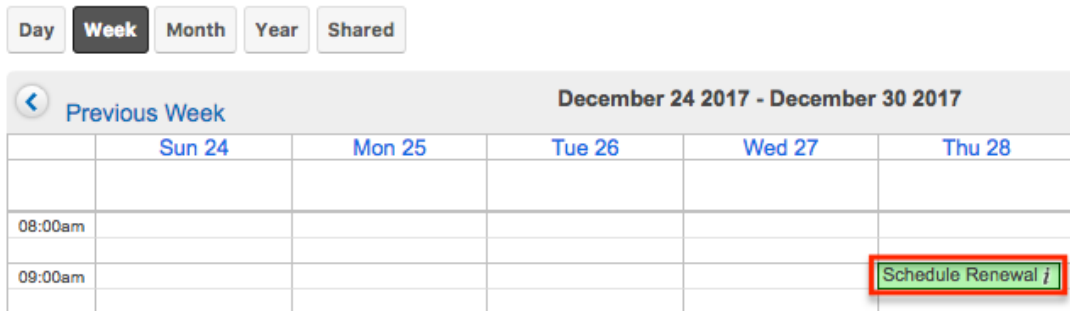 Day Week Month Year Shared
Previous Week December 24 2017 - December 30 2017
Sun 24 Mon 25 Tue 26 Wed 27 Thu 28
08:00am
09:00am Schedule Renewal i